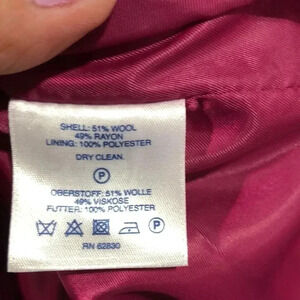 SHELL: 51% WOOL
49% RAYON
LINING: 100% POLYESTER
DRY CLEAN.
P
OBERSTOFF: 51% WOLLE
49% VISKOSE
FUTTER: 100% POLYESTER
P
RN 62830